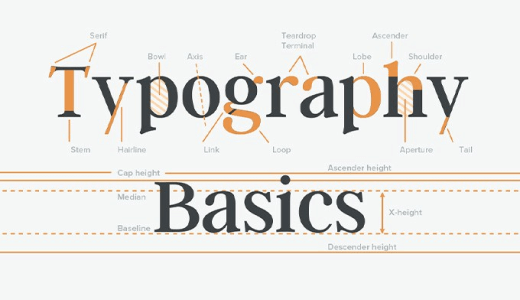 Serif
Teardrop
Terminal
Ascender
Bowl
Axis
Ear
Lobe
Shoulder
Typography
Stem
Hairline
Link
Loop
Aperture
Tail
Cap height
Ascender height
Median
Basics
X-height
Baseline
Descender height